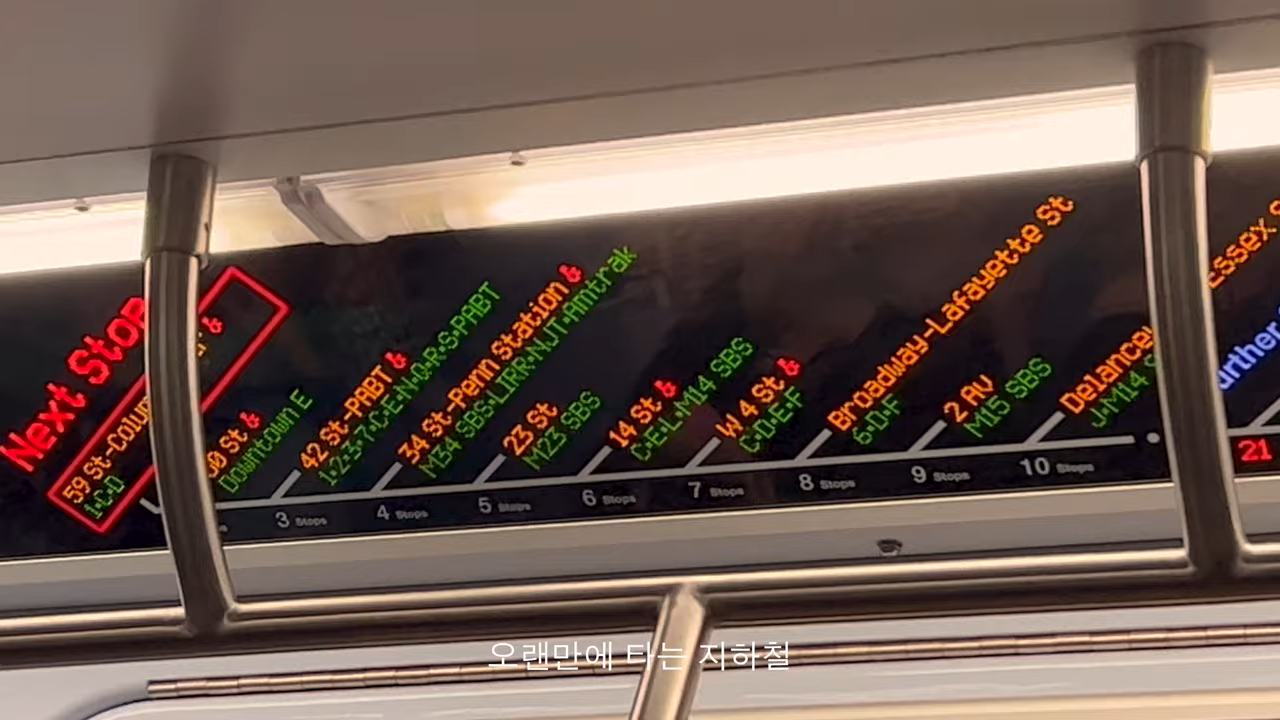 Next Stop
59 St-Colum
1·C·D
50 St
Downtown E
42 St-PABT
1·2·3·7·C·E·N·Q·R·S·PABT
34 St-Penn Station
M34 SBS·LIRR·NJT·Amtrak
23 St
M23 SBS
14 St
C·E·L·M14 SBS
W 4 St
C·D·E·F
Broadway-Lafayette St
6·D·F
2 AV
M15 SBS
Delancey
J·M14 S
Essex S
urther
3 Stops
4 Stops
5 Stops
6 Stops
7 Stops
8 Stops
9 Stops
10 Stops
21
오랜만에 타는 지하철